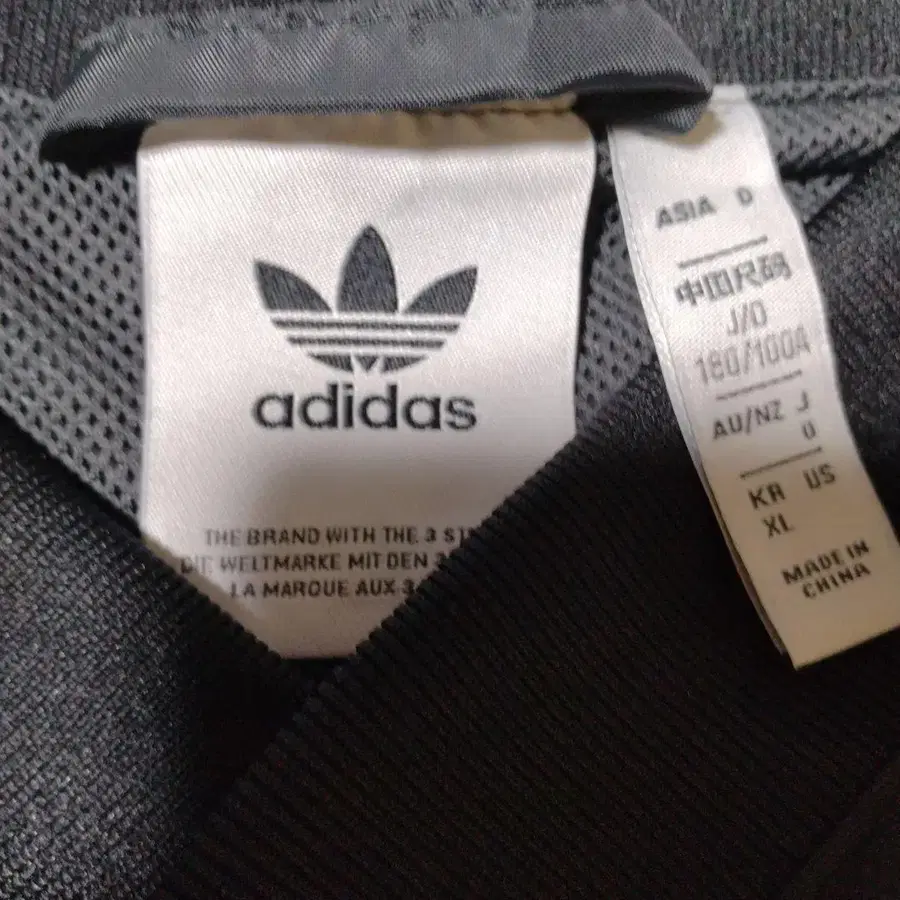 adidas
THE BRAND WITH THE 3
DIE WELTMARKE MIT DEN 3
LA MARQUE AUX 3
ASIA O
中国尺码
J/O
180/100A
AU/NZ J
O
KR US
XL
MADE IN
CHINA